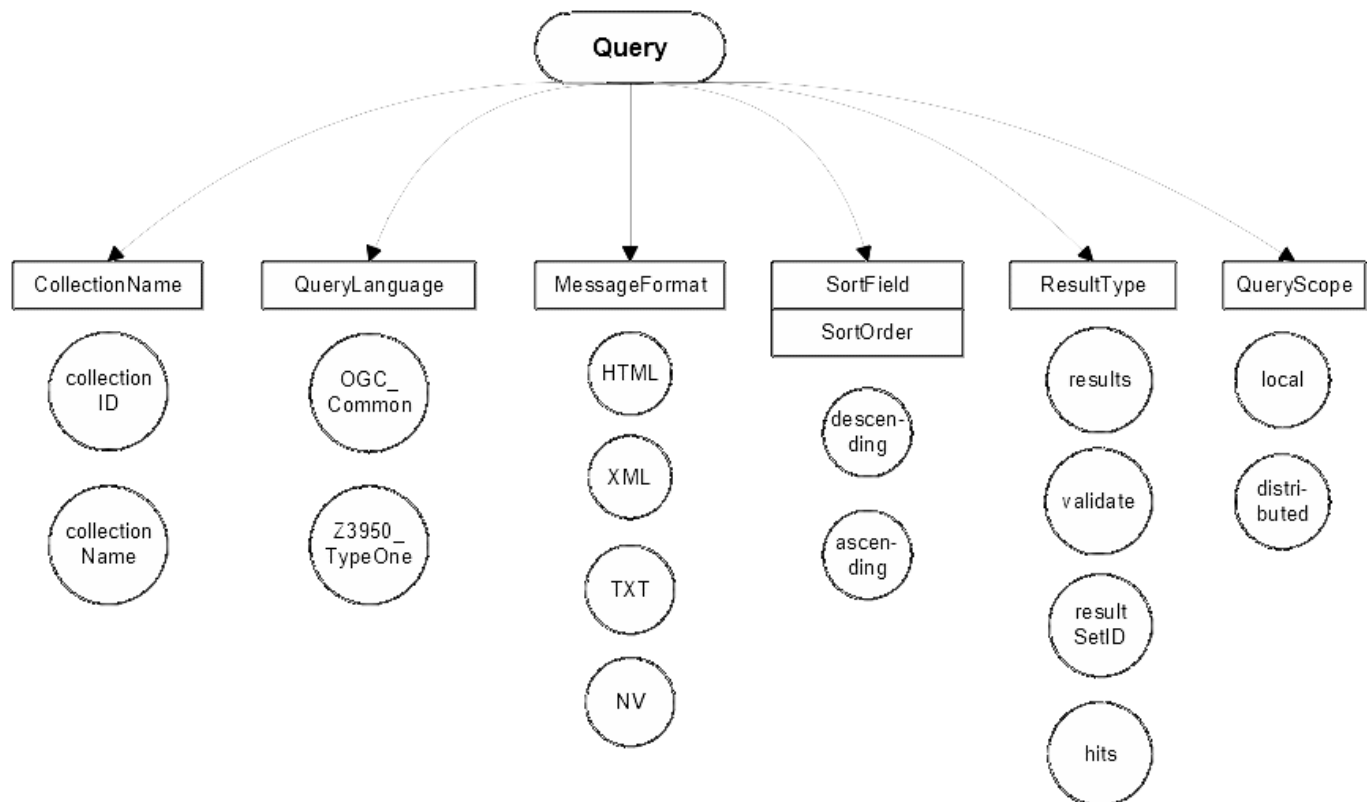 Query
CollectionName
collection
ID
collection
Name
QueryLanguage
OGC_
Common
Z3950_
TypeOne
MessageFormat
HTML
XML
TXT
NV
SortField
SortOrder
descen-
ding
ascen-
ding
ResultType
results
validate
result
SetID
hits
QueryScope
local
distri-
buted